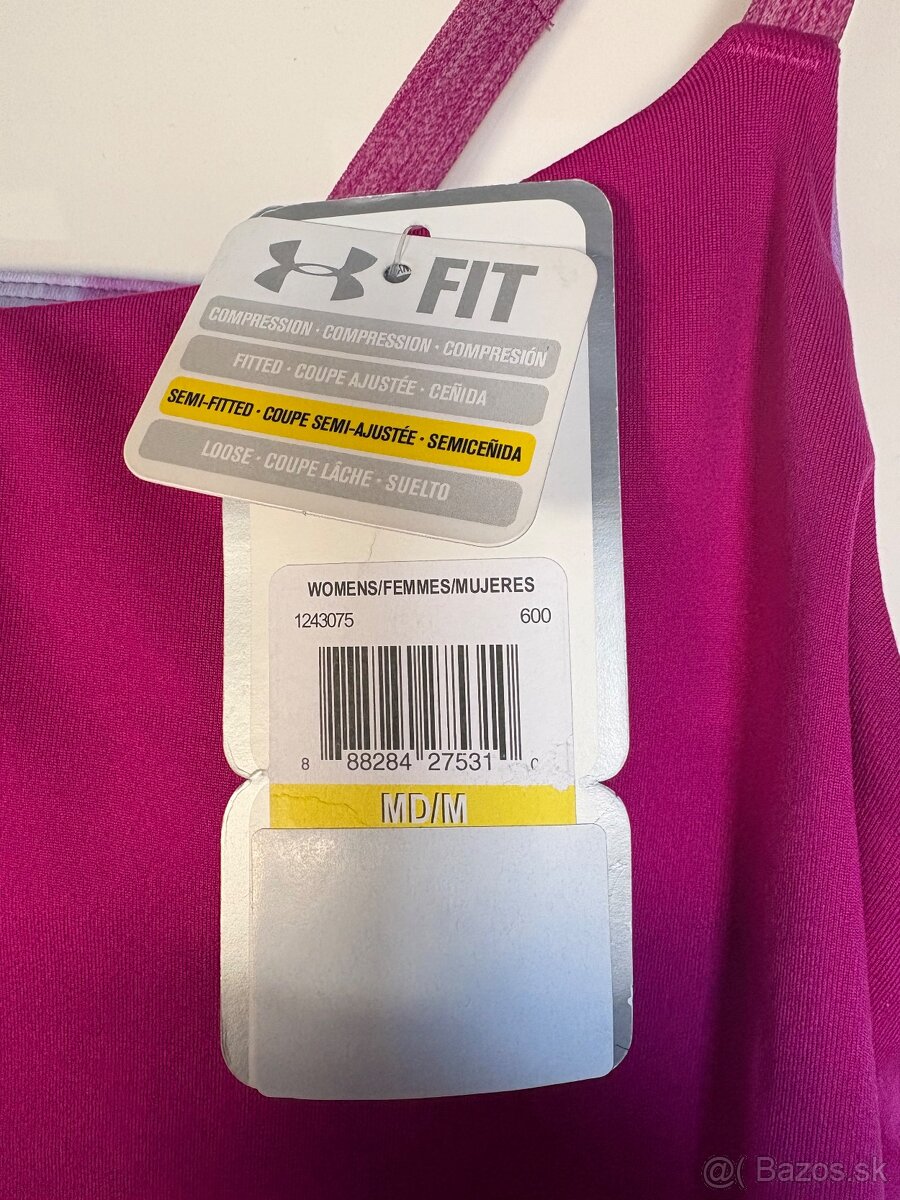 FIT
COMPRESSION · COMPRESSION · COMPRESIÓN
FITTED · COUPE AJUSTÉE · CEÑIDA
SEMI-FITTED · COUPE SEMI-AJUSTÉE · SEMICEÑIDA
LOOSE · COUPE LÂCHE · SUELTO
WOMENS/FEMMES/MUJERES
1243075 600
8 88284 27531 0
MD/M
@( Bazos.sk